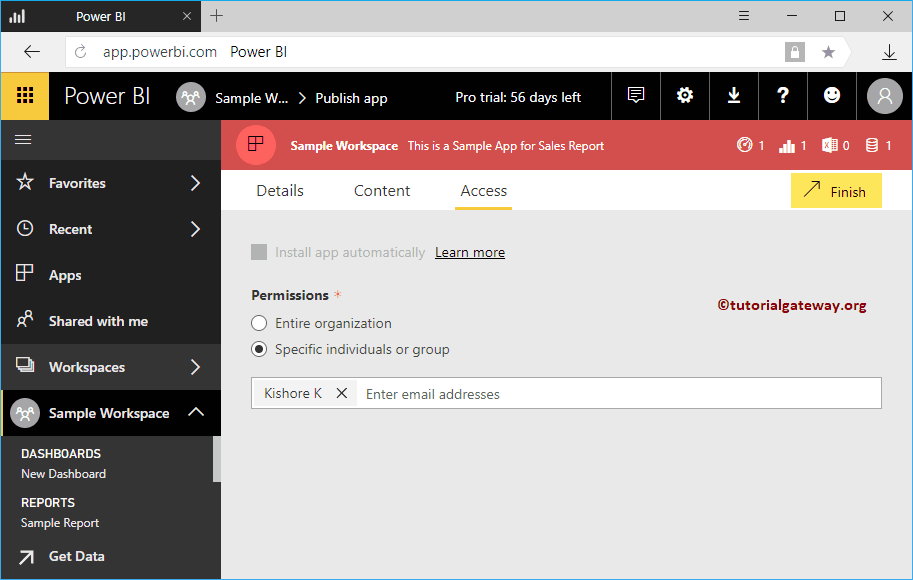 Power BI
app.powerbi.com Power BI
Power BI Sample W... Publish app Pro trial: 56 days left
Sample Workspace This is a Sample App for Sales Report 1 1 0 1
Details Content Access Finish
Favorites
Recent
Apps
Shared with me
Workspaces
Sample Workspace
DASHBOARDS
New Dashboard
REPORTS
Sample Report
Get Data
Install app automatically Learn more
Permissions *
©tutorialgateway.org
Entire organization
Specific individuals or group
Kishore K Enter email addresses